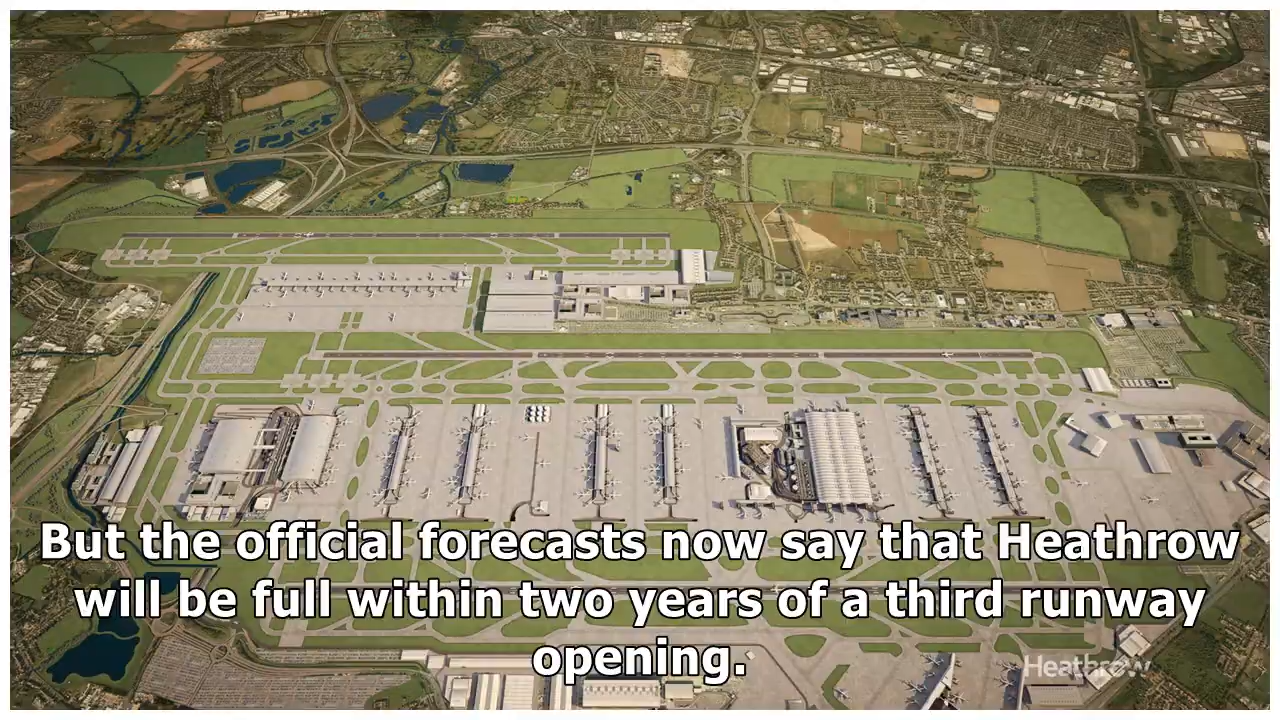 But the official forecasts now say that Heathrow
will be full within two years of a third runway
opening.
Heathrow